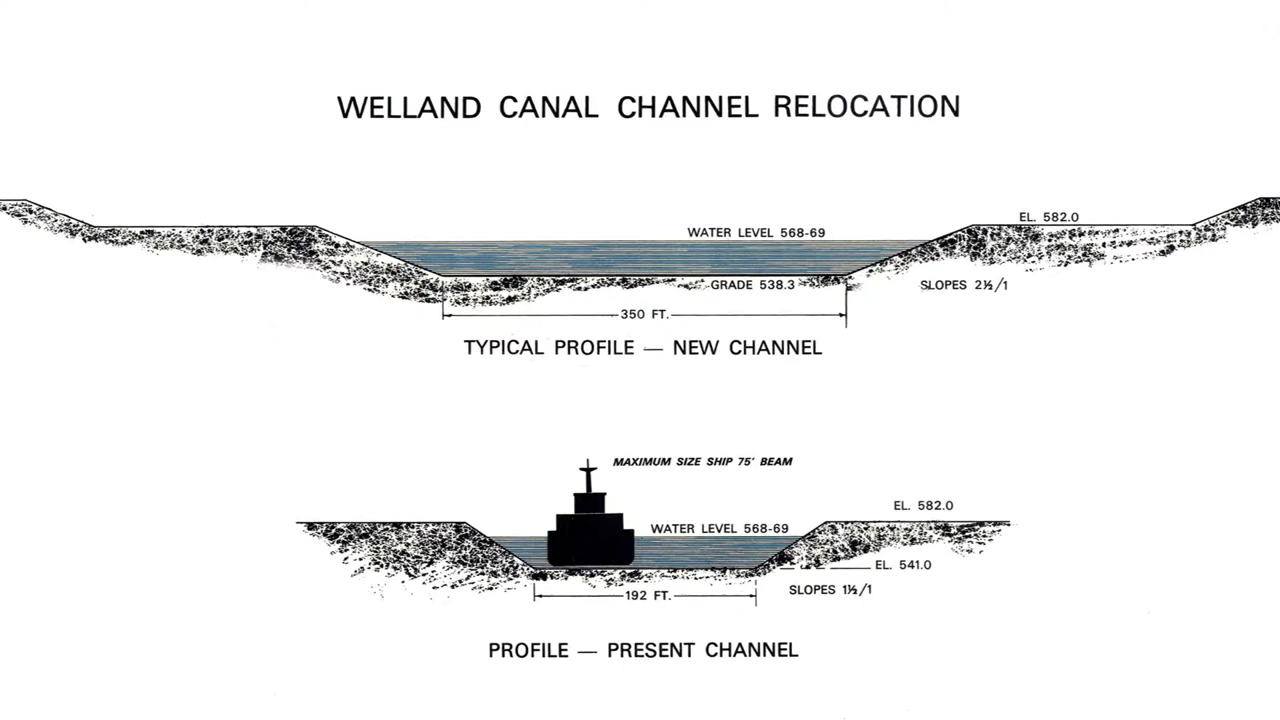 WELLAND CANAL CHANNEL RELOCATION
EL. 582.0
WATER LEVEL 568-69
GRADE 538.3
SLOPES 2½/1
350 FT.
TYPICAL PROFILE — NEW CHANNEL
MAXIMUM SIZE SHIP 75' BEAM
EL. 582.0
WATER LEVEL 568-69
EL. 541.0
SLOPES 1½/1
192 FT.
PROFILE — PRESENT CHANNEL